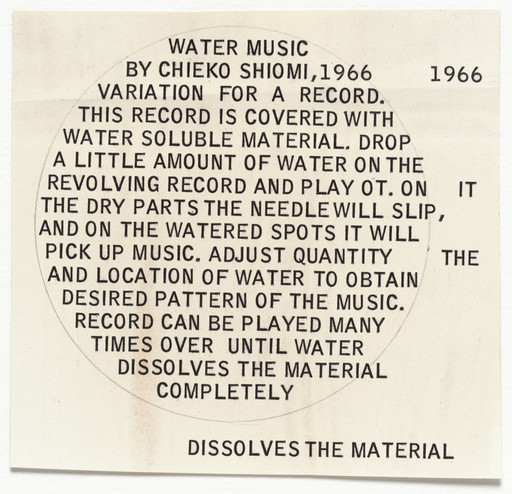 WATER MUSIC
BY CHIEKO SHIOMI,1966 1966
VARIATION FOR A RECORD.
THIS RECORD IS COVERED WITH
WATER SOLUBLE MATERIAL. DROP
A LITTLE AMOUNT OF WATER ON THE
REVOLVING RECORD AND PLAY OT. ON IT
THE DRY PARTS THE NEEDLE WILL SLIP,
AND ON THE WATERED SPOTS IT WILL
PICK UP MUSIC. ADJUST QUANTITY THE
AND LOCATION OF WATER TO OBTAIN
DESIRED PATTERN OF THE MUSIC.
RECORD CAN BE PLAYED MANY
TIMES OVER UNTIL WATER
DISSOLVES THE MATERIAL
COMPLETELY
DISSOLVES THE MATERIAL